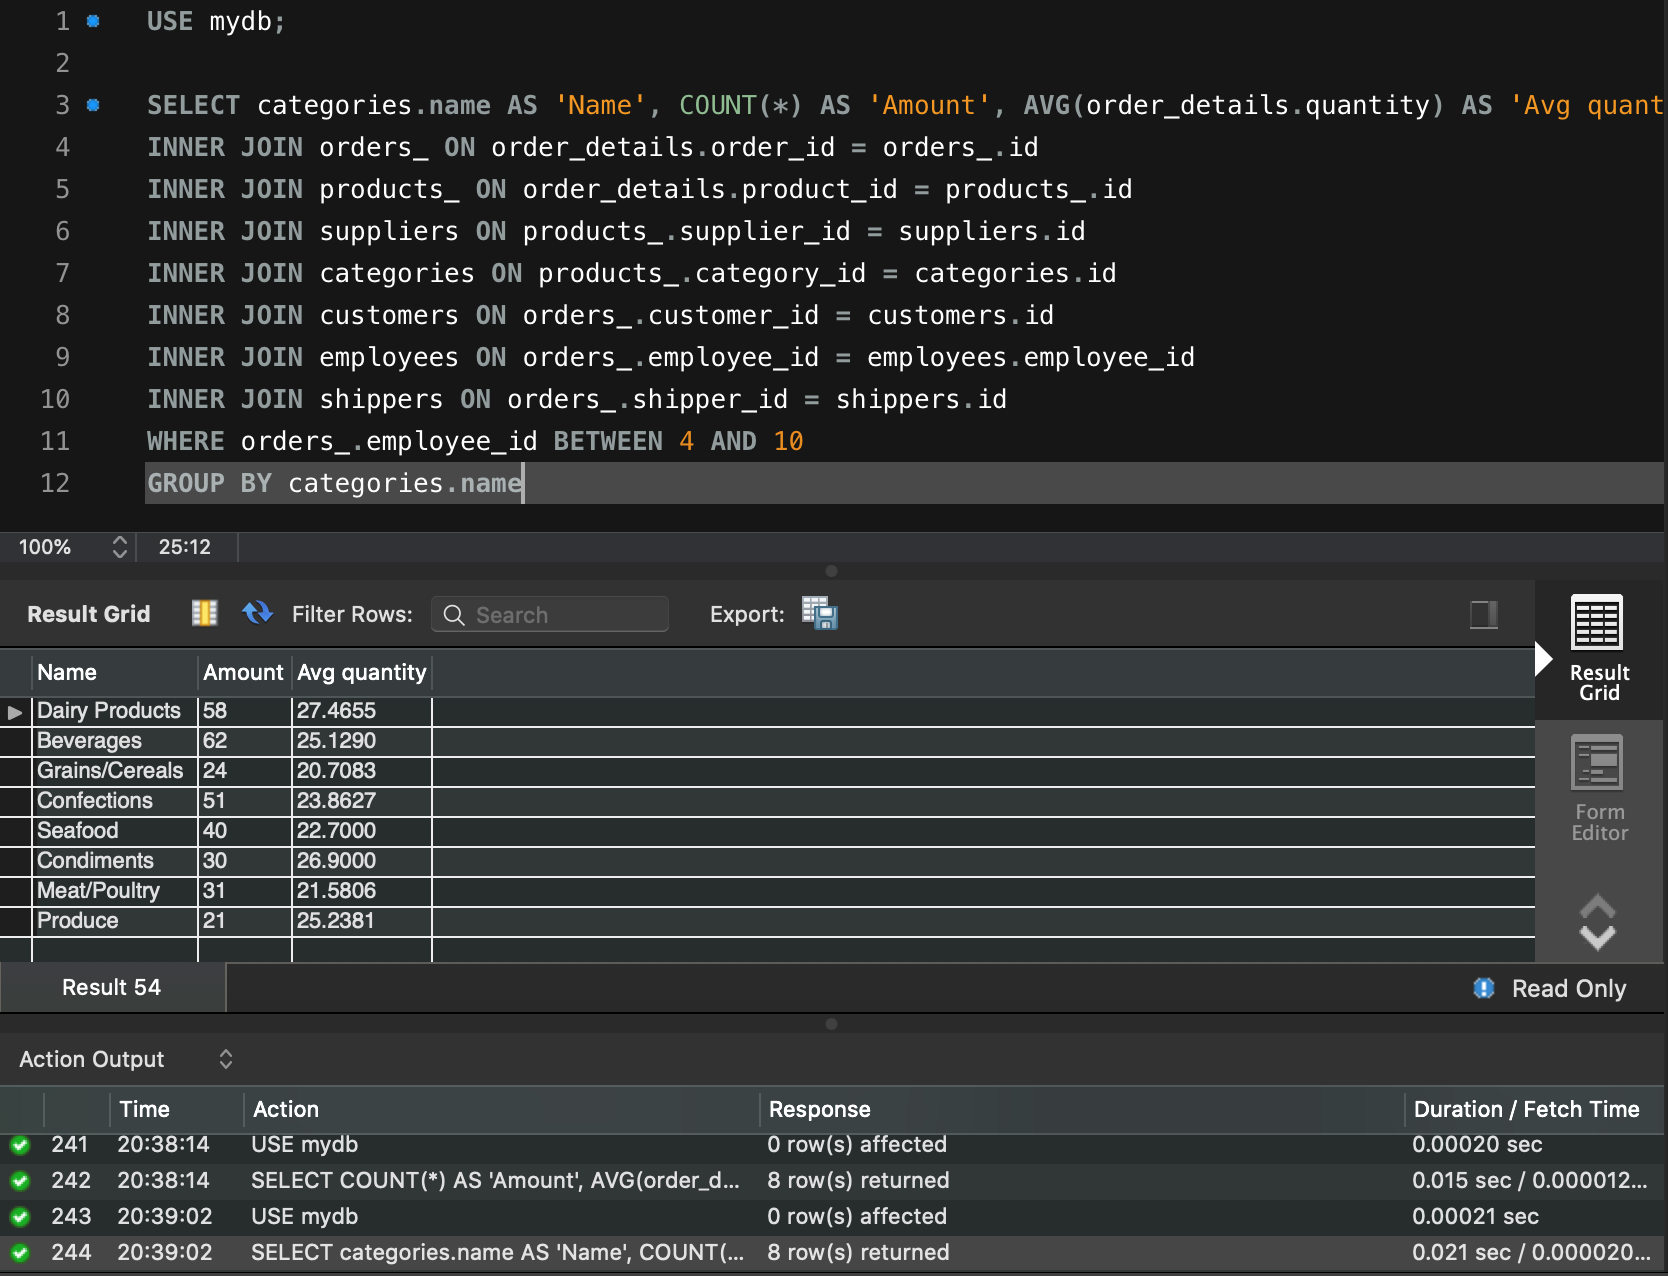 1 USE mydb;
2
3 SELECT categories.name AS 'Name', COUNT(*) AS 'Amount', AVG(order_details.quantity) AS 'Avg quant
4 INNER JOIN orders_ ON order_details.order_id = orders_.id
5 INNER JOIN products_ ON order_details.product_id = products_.id
6 INNER JOIN suppliers ON products_.supplier_id = suppliers.id
7 INNER JOIN categories ON products_.category_id = categories.id
8 INNER JOIN customers ON orders_.customer_id = customers.id
9 INNER JOIN employees ON orders_.employee_id = employees.employee_id
10 INNER JOIN shippers ON orders_.shipper_id = shippers.id
11 WHERE orders_.employee_id BETWEEN 4 AND 10
12 GROUP BY categories.name
100% 25:12
Result Grid Filter Rows: Search Export:
Name Amount Avg quantity
Dairy Products 58 27.4655
Beverages 62 25.1290
Grains/Cereals 24 20.7083
Confections 51 23.8627
Seafood 40 22.7000
Condiments 30 26.9000
Meat/Poultry 31 21.5806
Produce 21 25.2381
Result
Grid
Form
Editor
Result 54 Read Only
Action Output
Time Action Response Duration / Fetch Time
241 20:38:14 USE mydb 0 row(s) affected 0.00020 sec
242 20:38:14 SELECT COUNT(*) AS 'Amount', AVG(order_d... 8 row(s) returned 0.015 sec / 0.000012...
243 20:39:02 USE mydb 0 row(s) affected 0.00021 sec
244 20:39:02 SELECT categories.name AS 'Name', COUNT(... 8 row(s) returned 0.021 sec / 0.000020...